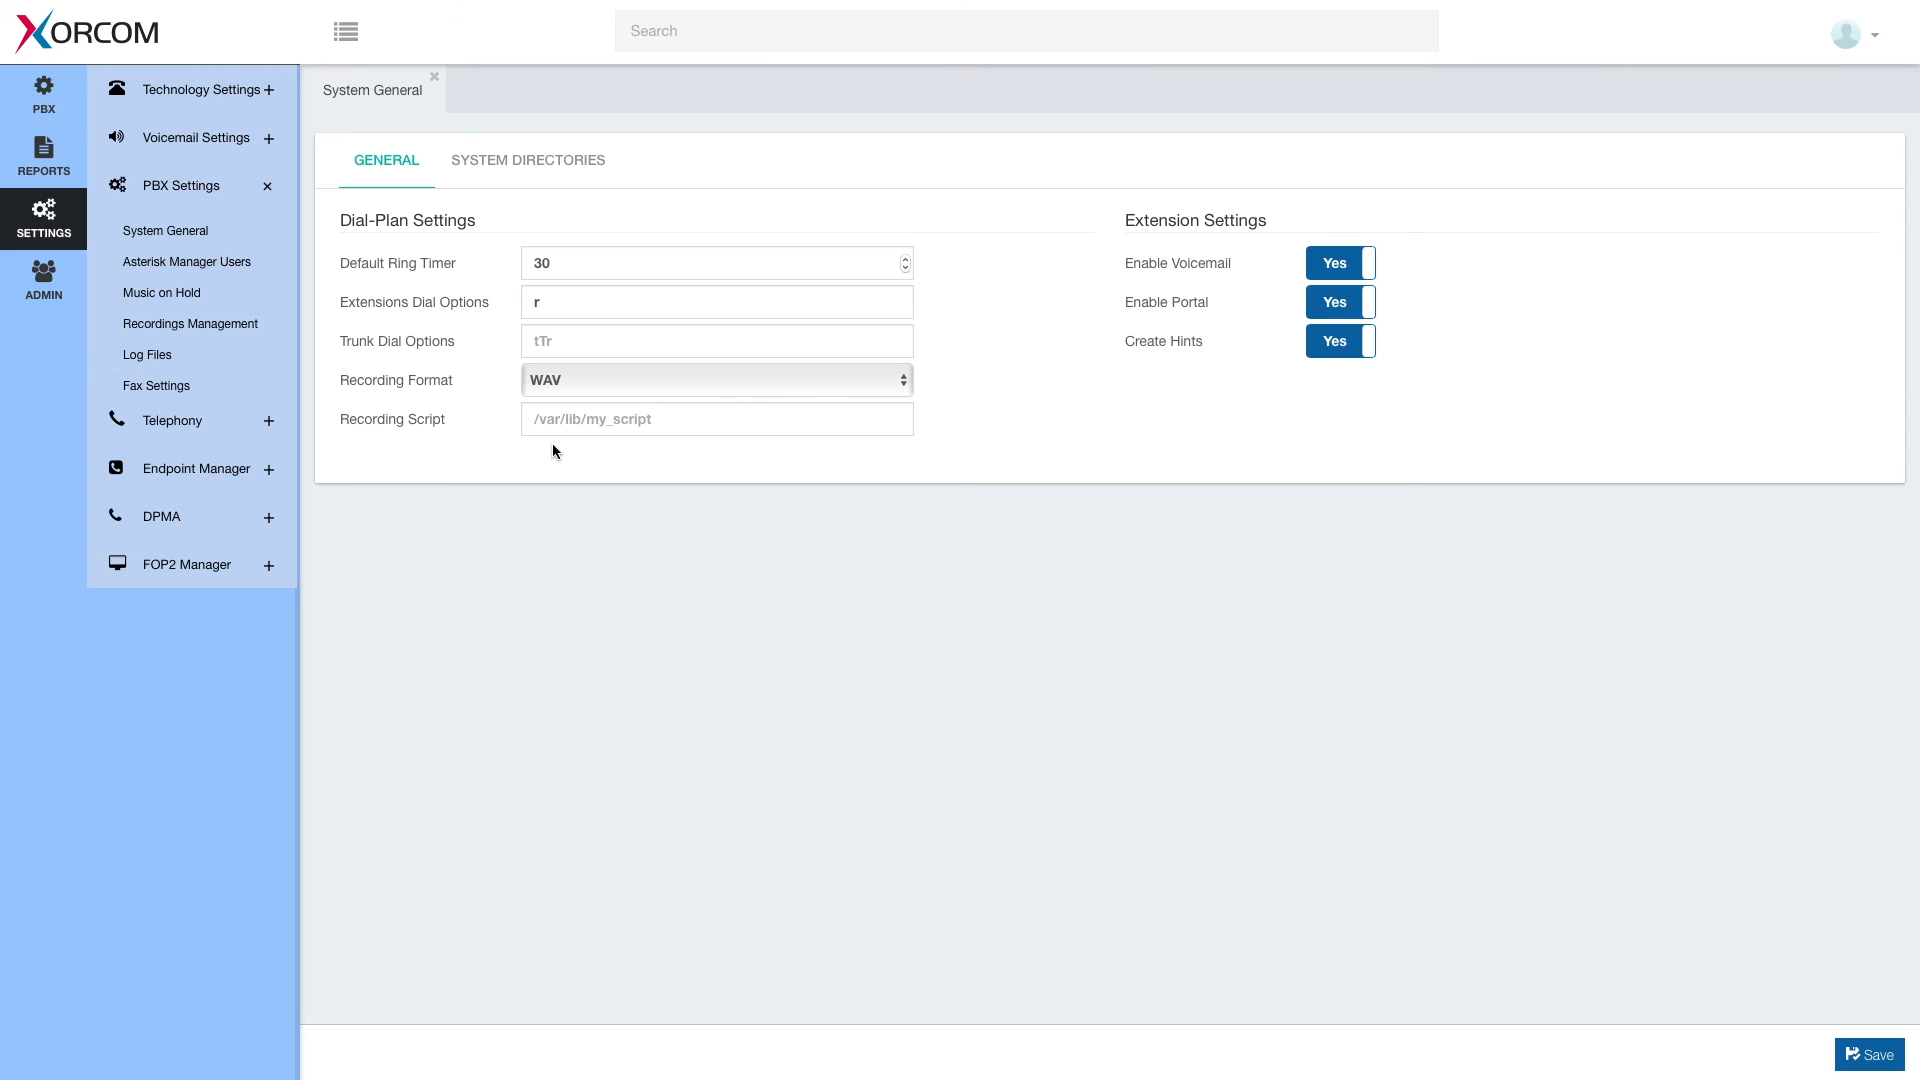 XORCOM
Search
PBX
REPORTS
SETTINGS
ADMIN
Technology Settings +
Voicemail Settings +
PBX Settings ×
System General
Asterisk Manager Users
Music on Hold
Recordings Management
Log Files
Fax Settings
Telephony +
Endpoint Manager +
DPMA +
FOP2 Manager +
System General ×
GENERAL SYSTEM DIRECTORIES
Dial-Plan Settings
Default Ring Timer 30
Extensions Dial Options r
Trunk Dial Options tTr
Recording Format WAV
Recording Script /var/lib/my_script
Extension Settings
Enable Voicemail Yes
Enable Portal Yes
Create Hints Yes
Save